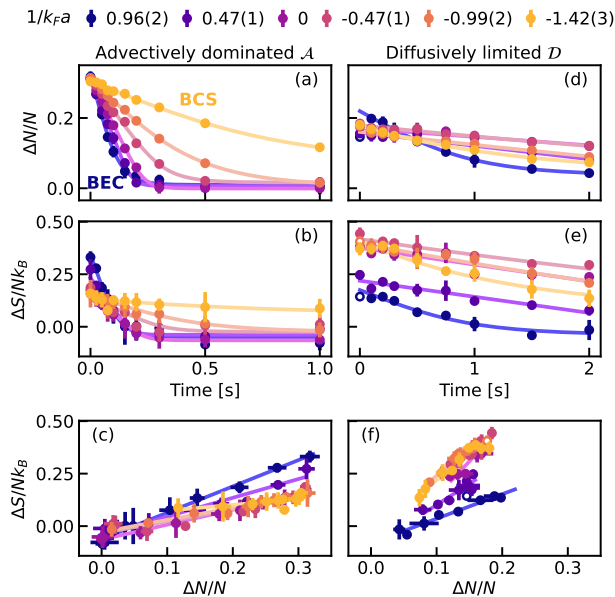 1/k_Fa 0.96(2) 0.47(1) 0 -0.47(1) -0.99(2) -1.42(3)
Advectively dominated 𝒜
Diffusively limited 𝒟
(a)
BCS
BEC
ΔN/N
0.2
0.0
(d)
(b)
ΔS/Nk_B
0.50
0.25
0.00
0.0 0.5 1.0
Time [s]
(e)
0 1 2
Time [s]
(c)
ΔS/Nk_B
0.50
0.25
0.00
0.0 0.1 0.2 0.3
ΔN/N
(f)
0.0 0.1 0.2 0.3
ΔN/N